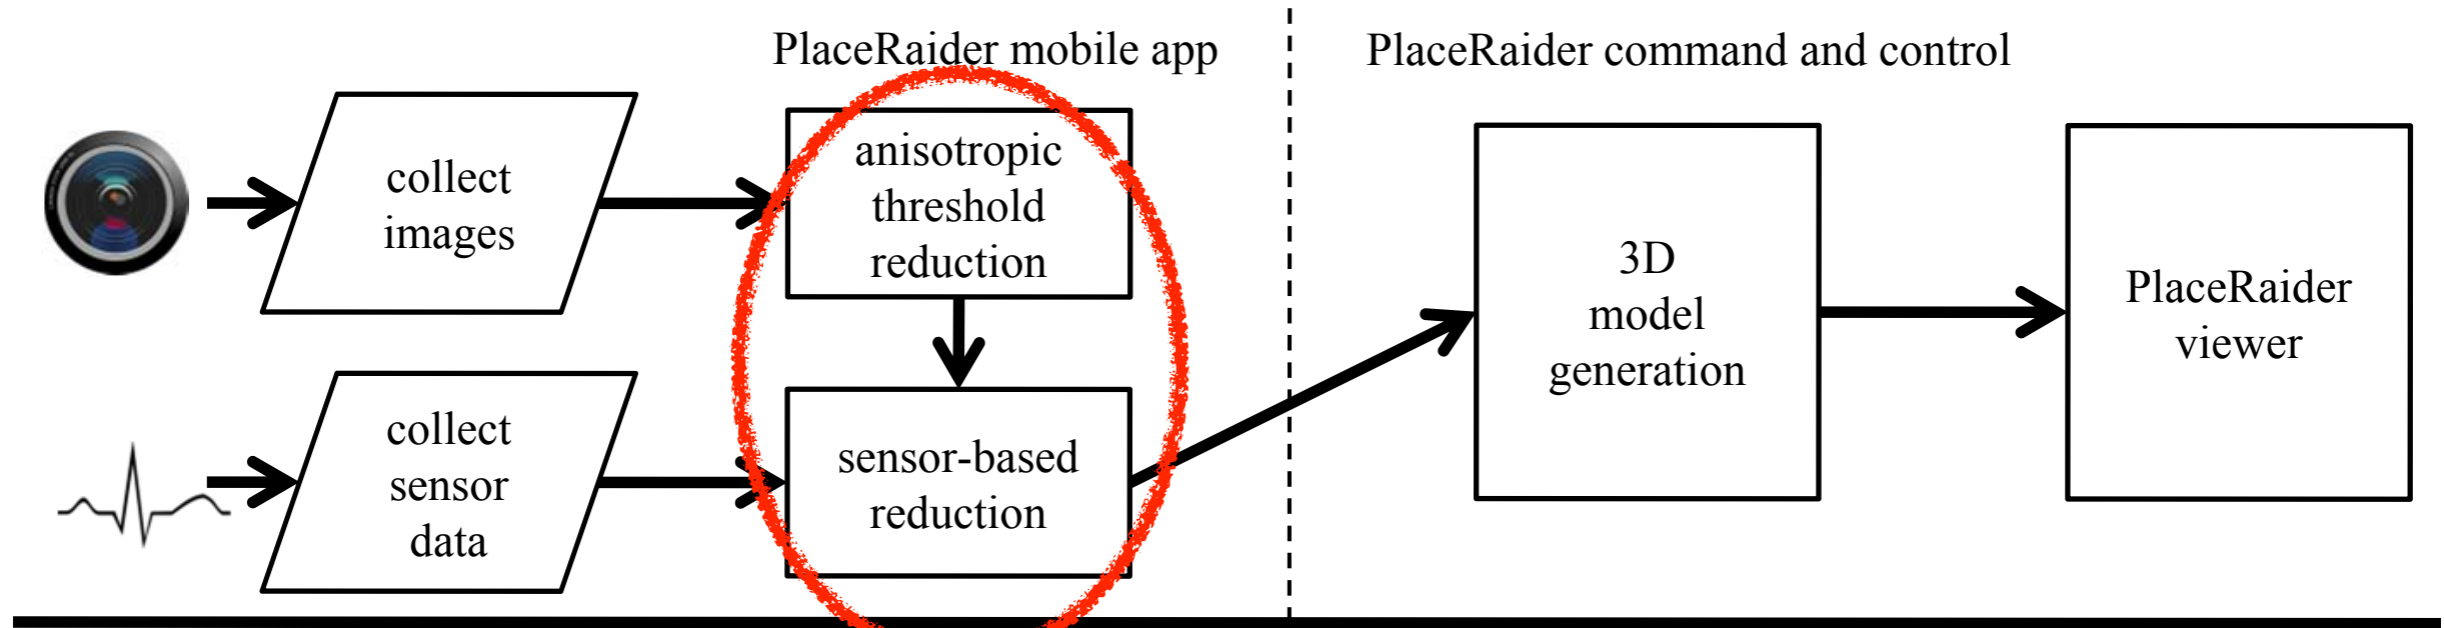 PlaceRaider mobile app
PlaceRaider command and control
collect
images
anisotropic
threshold
reduction
collect
sensor
data
sensor-based
reduction
3D
model
generation
PlaceRaider
viewer